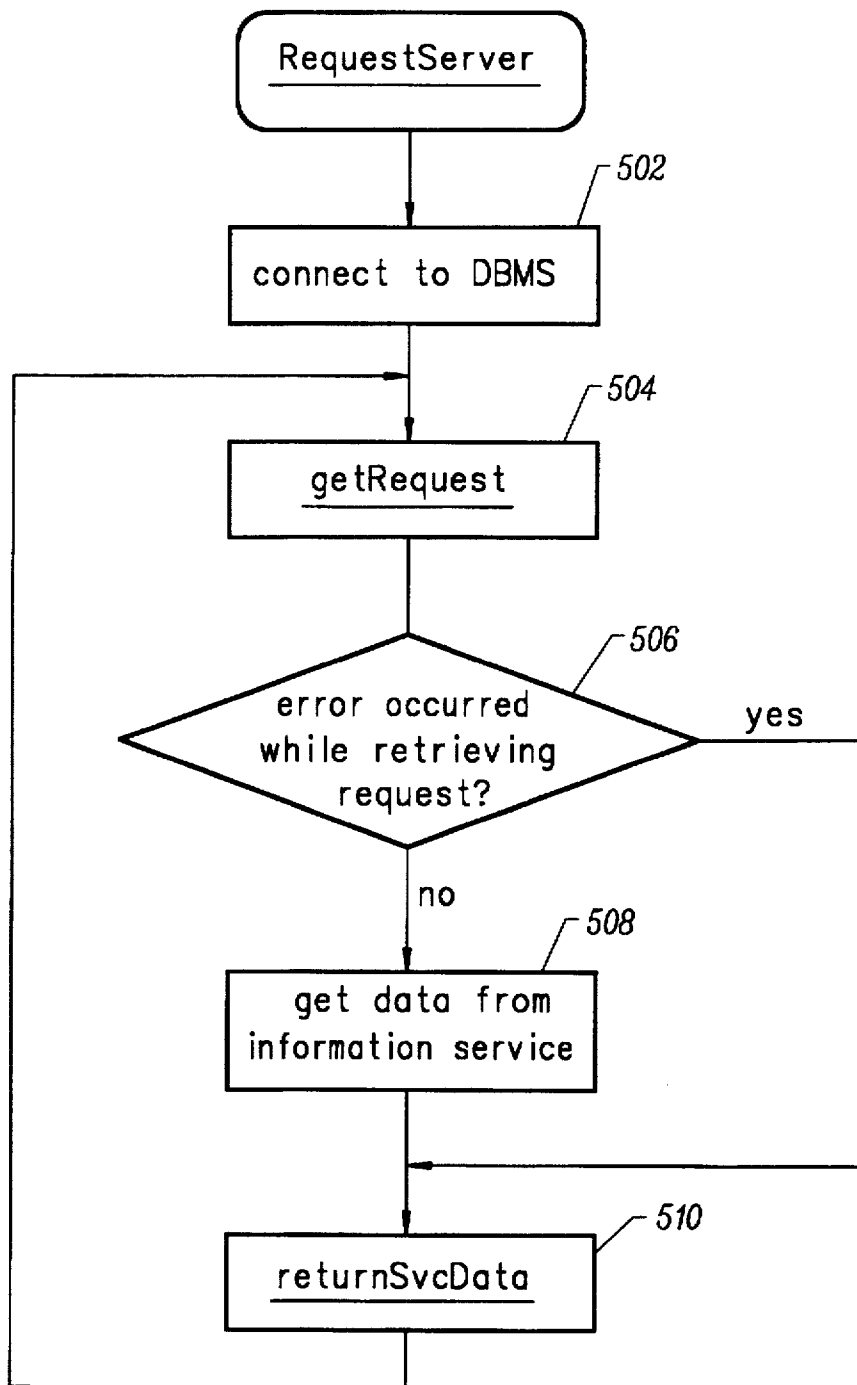 RequestServer
502
connect to DBMS
504
getRequest
506
error occurred
while retrieving
request?
yes
no
508
get data from
information service
510
returnSvcData